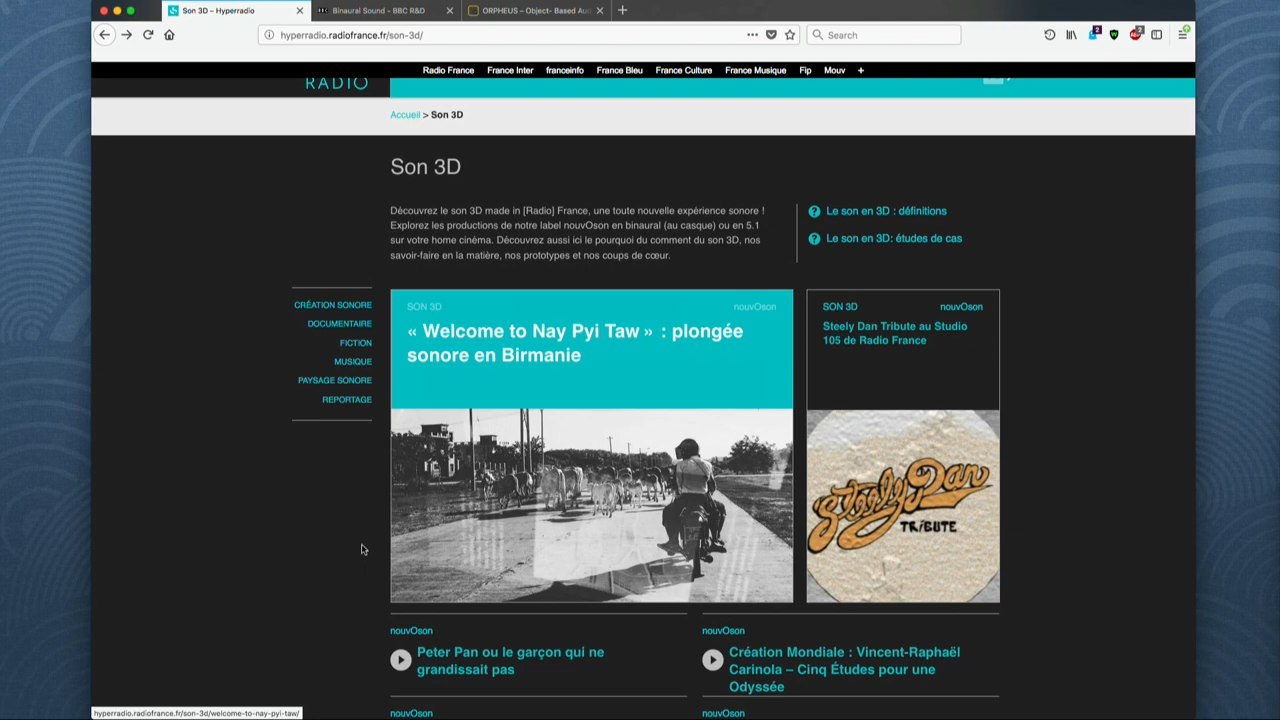 Son 3D – Hyperradio
Binaural Sound - BBC R&D
ORPHEUS – Object- Based Au
hyperradio.radiofrance.fr/son-3d/
Search
2
2
Radio France France Inter franceinfo France Bleu France Culture France Musique Fip Mouv +
RADIO
Accueil > Son 3D
Son 3D
Découvrez le son 3D made in [Radio] France, une toute nouvelle expérience sonore !
Explorez les productions de notre label nouvOson en binaural (au casque) ou en 5.1
sur votre home cinéma. Découvrez aussi ici le pourquoi du comment du son 3D, nos
savoir-faire en la matière, nos prototypes et nos coups de cœur.
Le son en 3D : définitions
Le son en 3D: études de cas
CRÉATION SONORE
DOCUMENTAIRE
FICTION
MUSIQUE
PAYSAGE SONORE
REPORTAGE
SON 3D nouvOson
« Welcome to Nay Pyi Taw » : plongée
sonore en Birmanie
SON 3D nouvOson
Steely Dan Tribute au Studio
105 de Radio France
Steely Dan
TRiBUTE
nouvOson
Peter Pan ou le garçon qui ne
grandissait pas
nouvOson
Création Mondiale : Vincent-Raphaël
Carinola – Cinq Études pour une
Odyssée
nouvOson
nouvOson
hyperradio.radiofrance.fr/son-3d/welcome-to-nay-pyi-taw/